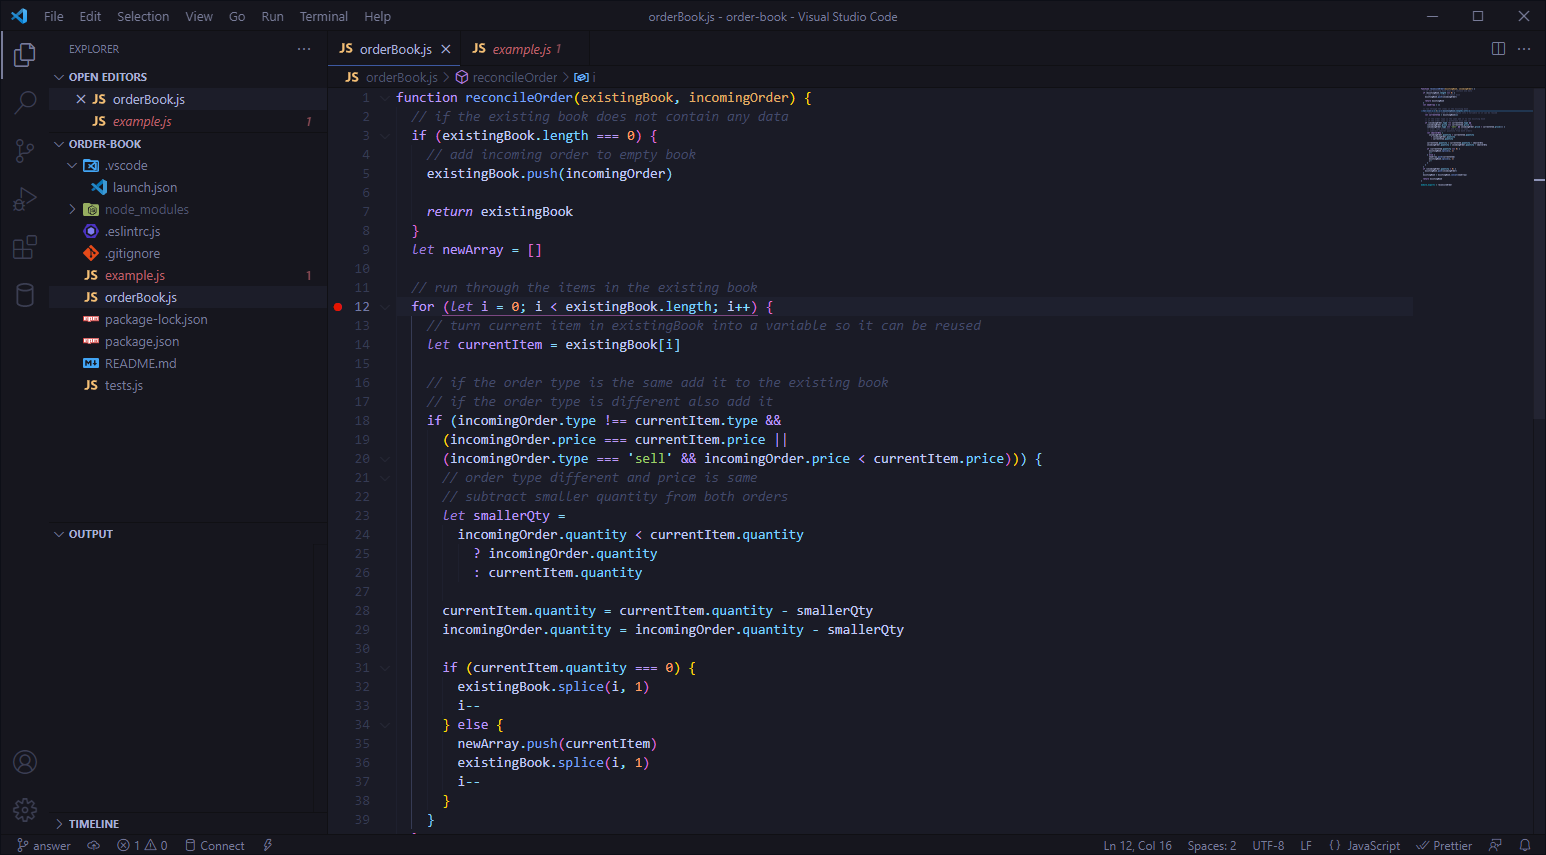 File Edit Selection View Go Run Terminal Help
orderBook.js - order-book - Visual Studio Code
EXPLORER
OPEN EDITORS
JS orderBook.js
JS example.js 1
ORDER-BOOK
.vscode
launch.json
node_modules
.eslintrc.js
.gitignore
JS example.js 1
JS orderBook.js
npm package-lock.json
npm package.json
README.md
JS tests.js
OUTPUT
TIMELINE
JS orderBook.js
JS example.js 1
JS orderBook.js > reconcileOrder > i
1 function reconcileOrder(existingBook, incomingOrder) {
2 // if the existing book does not contain any data
3 if (existingBook.length === 0) {
4 // add incoming order to empty book
5 existingBook.push(incomingOrder)
6
7 return existingBook
8 }
9 let newArray = []
10
11 // run through the items in the existing book
12 for (let i = 0; i < existingBook.length; i++) {
13 // turn current item in existingBook into a variable so it can be reused
14 let currentItem = existingBook[i]
15
16 // if the order type is the same add it to the existing book
17 // if the order type is different also add it
18 if (incomingOrder.type !== currentItem.type &&
19 (incomingOrder.price === currentItem.price ||
20 (incomingOrder.type === 'sell' && incomingOrder.price < currentItem.price))) {
21 // order type different and price is same
22 // subtract smaller quantity from both orders
23 let smallerQty =
24 incomingOrder.quantity < currentItem.quantity
25 ? incomingOrder.quantity
26 : currentItem.quantity
27
28 currentItem.quantity = currentItem.quantity - smallerQty
29 incomingOrder.quantity = incomingOrder.quantity - smallerQty
30
31 if (currentItem.quantity === 0) {
32 existingBook.splice(i, 1)
33 i--
34 } else {
35 newArray.push(currentItem)
36 existingBook.splice(i, 1)
37 i--
38 }
39 }
answer 1 0 Connect
Ln 12, Col 16 Spaces: 2 UTF-8 LF {} JavaScript Prettier